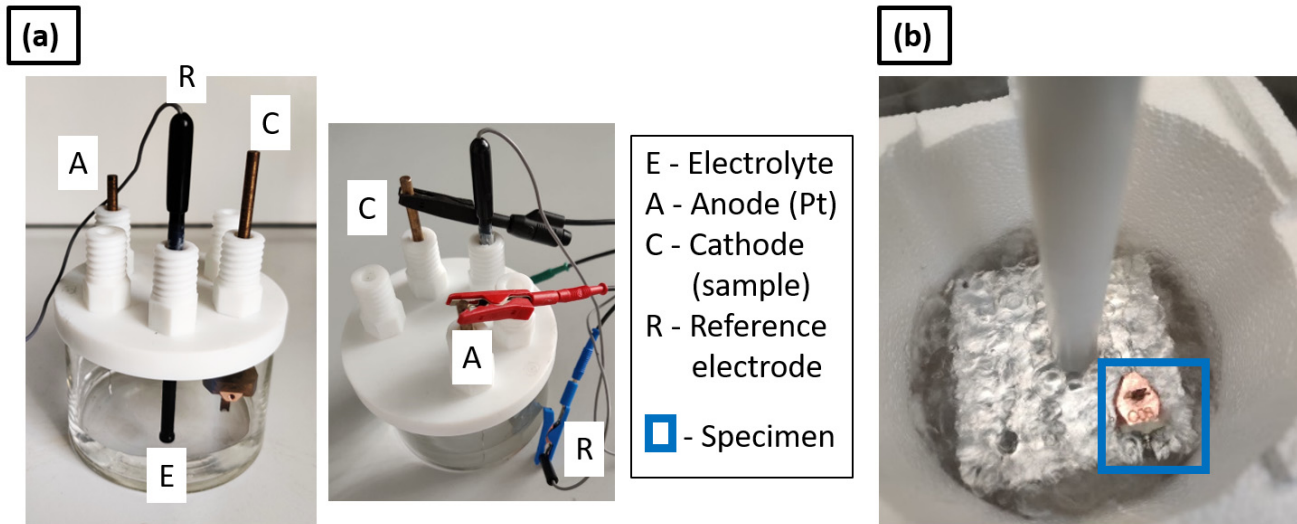 (a)
R
C
A
E
C
A
R
E - Electrolyte
A - Anode (Pt)
C - Cathode
(sample)
R - Reference
electrode
- Specimen
(b)